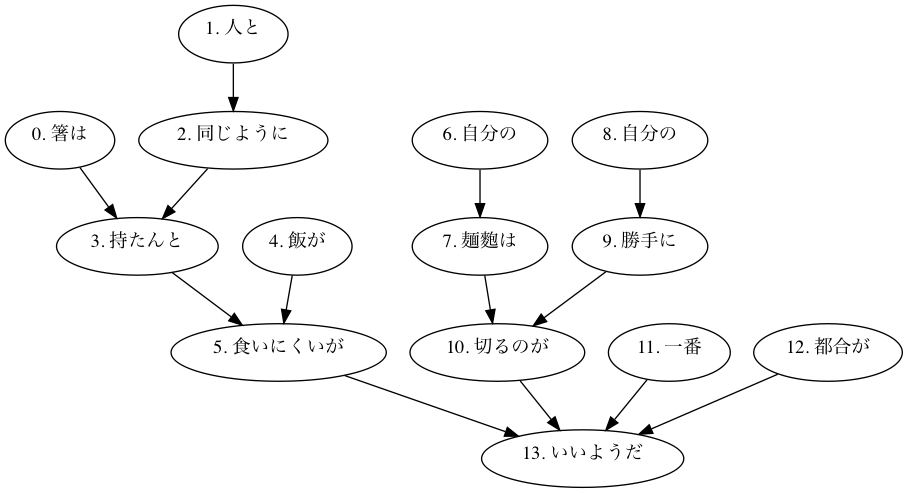 1. 人と
0. 箸は
2. 同じように
6. 自分の
8. 自分の
3. 持たんと
4. 飯が
7. 麺麭は
9. 勝手に
5. 食いにくいが
10. 切るのが
11. 一番
12. 都合が
13. いいようだ